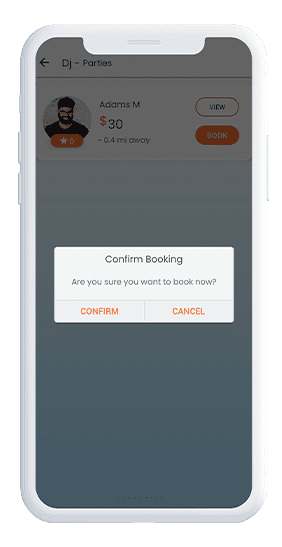 Dj – Parties
Adams M
VIEW
$30
~ 0.4 mi away
BOOK
★ 0
Confirm Booking
Are you sure you want to book now?
CONFIRM
CANCEL